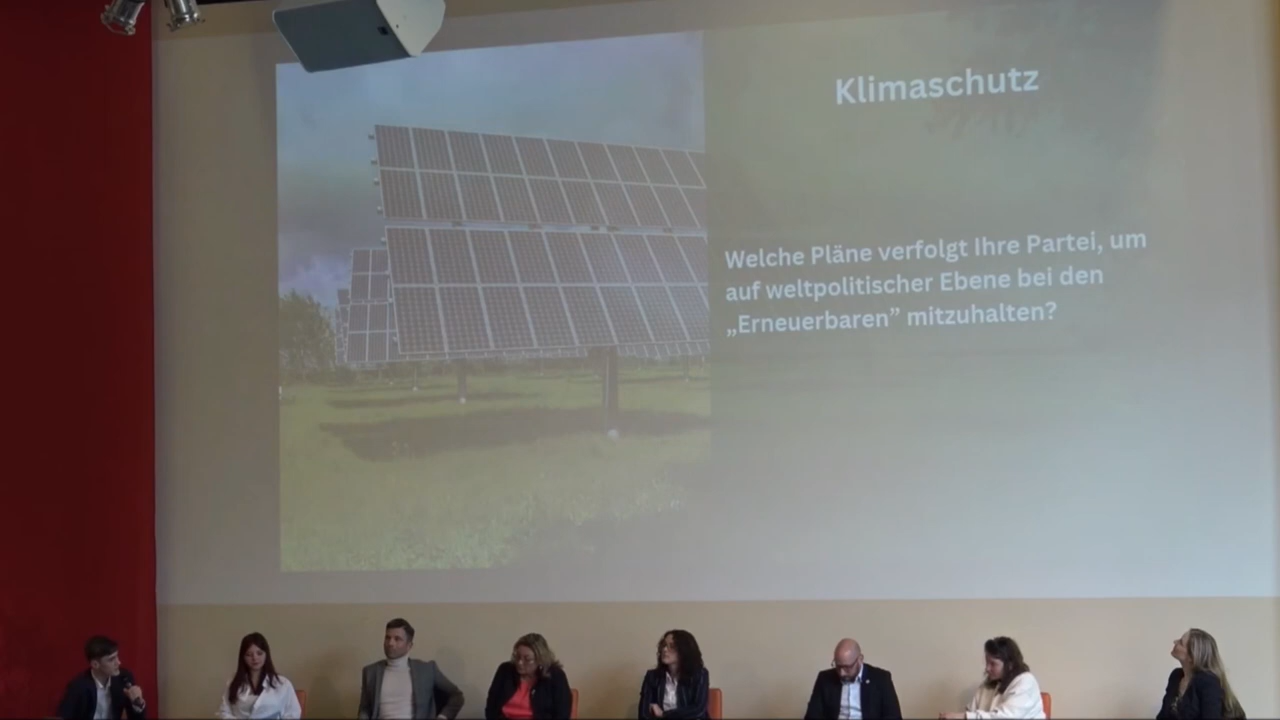 Klimaschutz
Welche Pläne verfolgt Ihre Partei, um
auf weltpolitischer Ebene bei den
„Erneuerbaren” mitzuhalten?